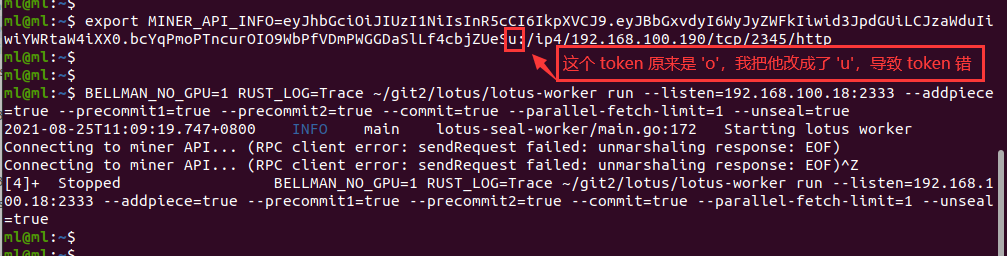 ml@ml:~$
ml@ml:~$ export MINER_API_INFO=eyJhbGciOiJIUzI1NiIsInR5cCI6IkpXVCJ9.eyJBbGxvdyI6WyJyZWFkIiwid3JpdGUiLCJzaWduIi
wiYWRtaW4iXX0.bcYqPmoPTncurOIO9WbPfVDmPWGGDaSlLf4cbjZUeSu:/ip4/192.168.100.190/tcp/2345/http
这个 token 原来是 'o'，我把他改成了 'u'，导致 token 错
ml@ml:~$
ml@ml:~$
ml@ml:~$ BELLMAN_NO_GPU=1 RUST_LOG=Trace ~/git2/lotus/lotus-worker run --listen=192.168.100.18:2333 --addpiece
=true --precommit1=true --precommit2=true --commit=true --parallel-fetch-limit=1 --unseal=true
2021-08-25T11:09:19.747+0800 INFO main lotus-seal-worker/main.go:172 Starting lotus worker
Connecting to miner API... (RPC client error: sendRequest failed: unmarshaling response: EOF)
Connecting to miner API... (RPC client error: sendRequest failed: unmarshaling response: EOF)^Z
[4]+ Stopped BELLMAN_NO_GPU=1 RUST_LOG=Trace ~/git2/lotus/lotus-worker run --listen=192.168.1
00.18:2333 --addpiece=true --precommit1=true --precommit2=true --commit=true --parallel-fetch-limit=1 --unseal
=true
ml@ml:~$
ml@ml:~$